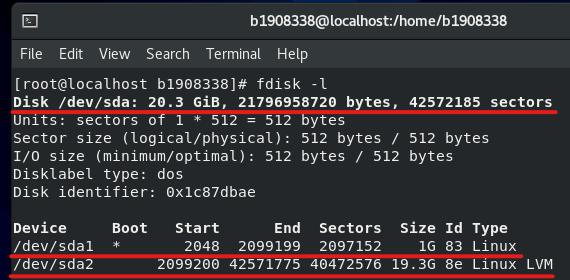 b1908338@localhost:/home/b1908338
File Edit View Search Terminal Help
[root@localhost b1908338]# fdisk -l
Disk /dev/sda: 20.3 GiB, 21796958720 bytes, 42572185 sectors
Units: sectors of 1 * 512 = 512 bytes
Sector size (logical/physical): 512 bytes / 512 bytes
I/O size (minimum/optimal): 512 bytes / 512 bytes
Disklabel type: dos
Disk identifier: 0x1c87dbae
Device Boot Start End Sectors Size Id Type
/dev/sda1 * 2048 2099199 2097152 1G 83 Linux
/dev/sda2 2099200 42571775 40472576 19.3G 8e Linux LVM